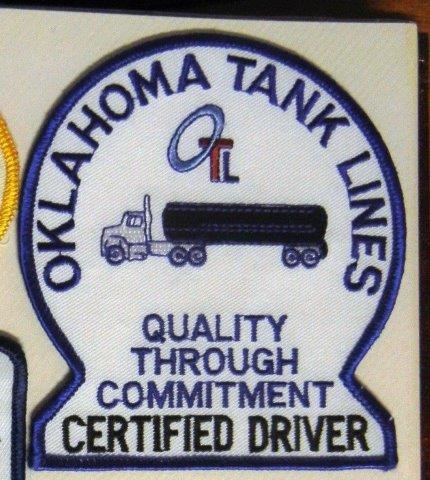 OKLAHOMA TANK LINES
OTL
QUALITY
THROUGH
COMMITMENT
CERTIFIED DRIVER